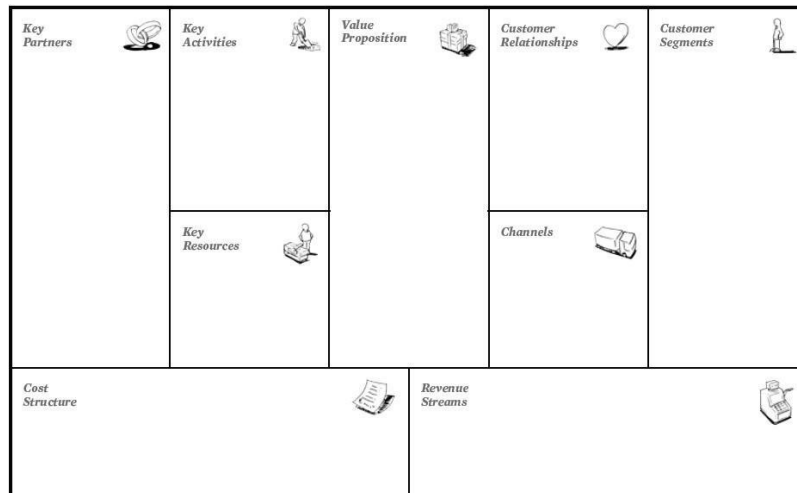 Key
Partners
Key
Activities
Value
Proposition
Customer
Relationships
Customer
Segments
Key
Resources
Channels
Cost
Structure
Revenue
Streams